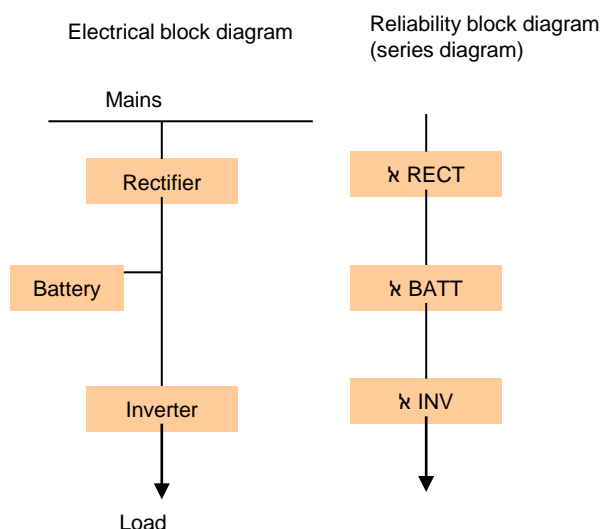 Electrical block diagram
Reliability block diagram
(series diagram)
Mains
Rectifier
Battery
Inverter
Load
א RECT
א BATT
א INV